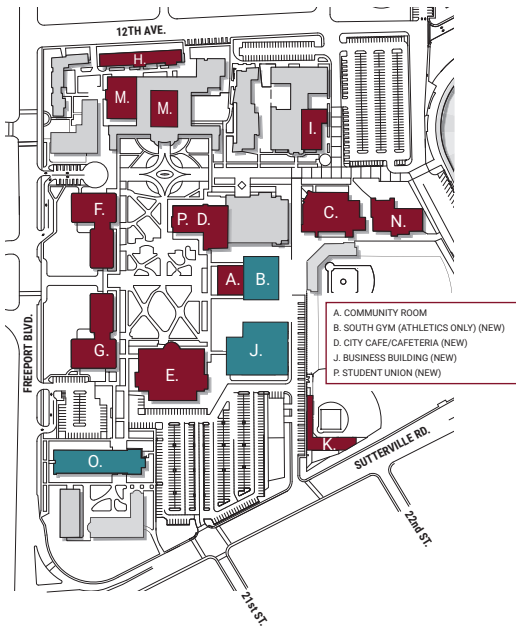 12TH AVE.
H.
M.
M.
I.
F.
P. D.
C.
N.
A.
B.
A. COMMUNITY ROOM
B. SOUTH GYM (ATHLETICS ONLY) (NEW)
D. CITY CAFE/CAFETERIA (NEW)
J. BUSINESS BUILDING (NEW)
P. STUDENT UNION (NEW)
FREEPORT BLVD.
G.
J.
E.
K.
SUTTERVILLE RD.
O.
22nd ST.
21st ST.